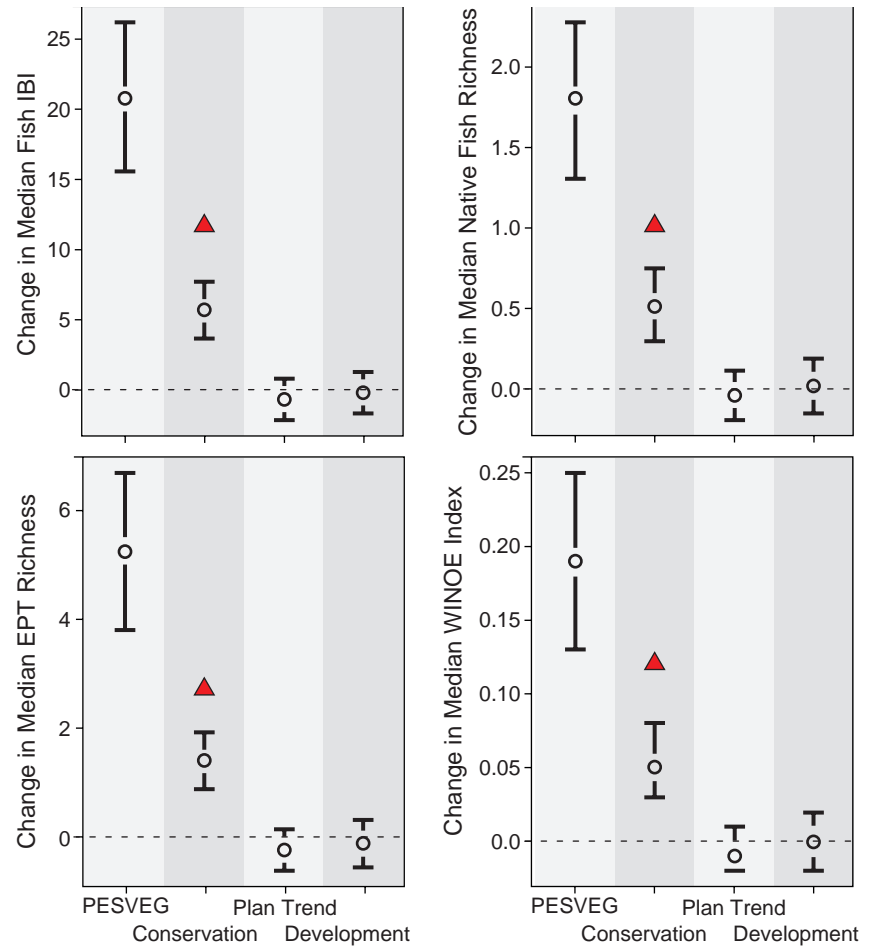 Change in Median Fish IBI
25
20
15
10
5
0
Change in Median Native Fish Richness
2.0
1.5
1.0
0.5
0.0
Change in Median EPT Richness
6
4
2
0
Change in Median WINOE Index
0.25
0.20
0.15
0.10
0.05
0.0
PESVEG
Conservation
Plan Trend
Development
PESVEG
Conservation
Plan Trend
Development